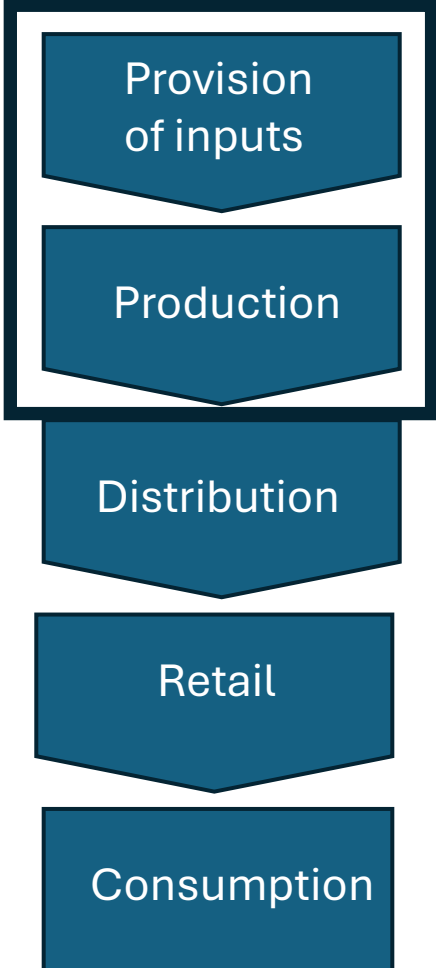 Provision
of inputs
Production
Distribution
Retail
Consumption